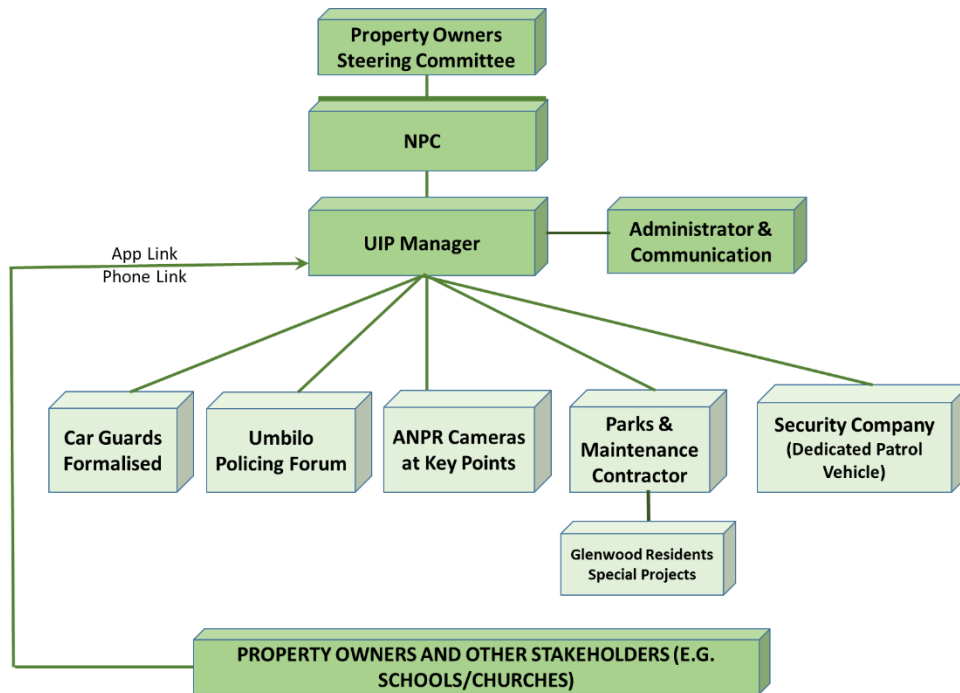 Property Owners
Steering Committee
NPC
UIP Manager
Administrator &
Communication
App Link
Phone Link
Car Guards
Formalised
Umbilo
Policing Forum
ANPR Cameras
at Key Points
Parks &
Maintenance
Contractor
Security Company
(Dedicated Patrol
Vehicle)
Glenwood Residents
Special Projects
PROPERTY OWNERS AND OTHER STAKEHOLDERS (E.G.
SCHOOLS/CHURCHES)